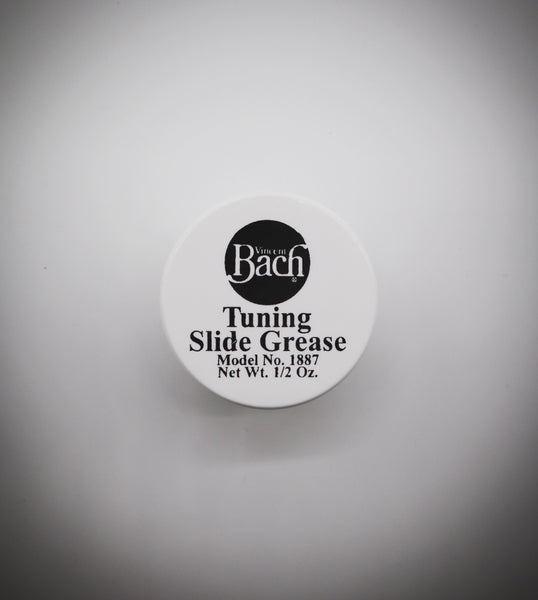 Vincent
Bach
Tuning
Slide Grease
Model No. 1887
Net Wt. 1/2 Oz.